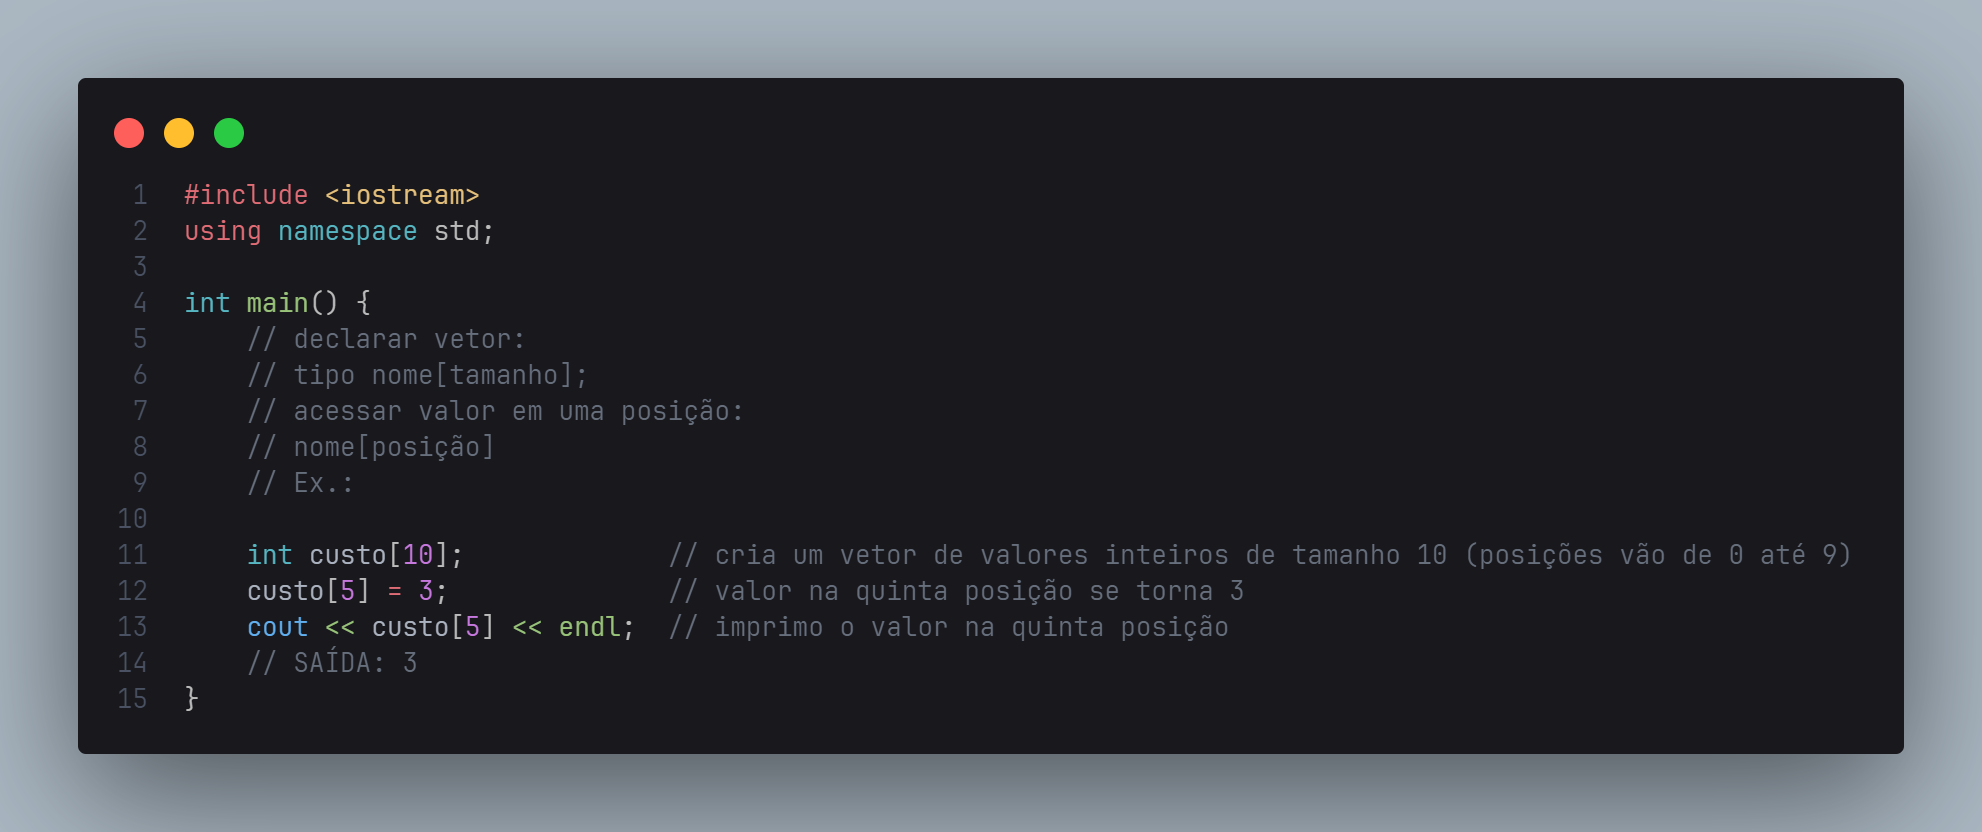 1 #include <iostream>
2 using namespace std;
3
4 int main() {
5 // declarar vetor:
6 // tipo nome[tamanho];
7 // acessar valor em uma posição:
8 // nome[posição]
9 // Ex.:
10
11 int custo[10]; // cria um vetor de valores inteiros de tamanho 10 (posições vão de 0 até 9)
12 custo[5] = 3; // valor na quinta posição se torna 3
13 cout << custo[5] << endl; // imprimo o valor na quinta posição
14 // SAÍDA: 3
15 }